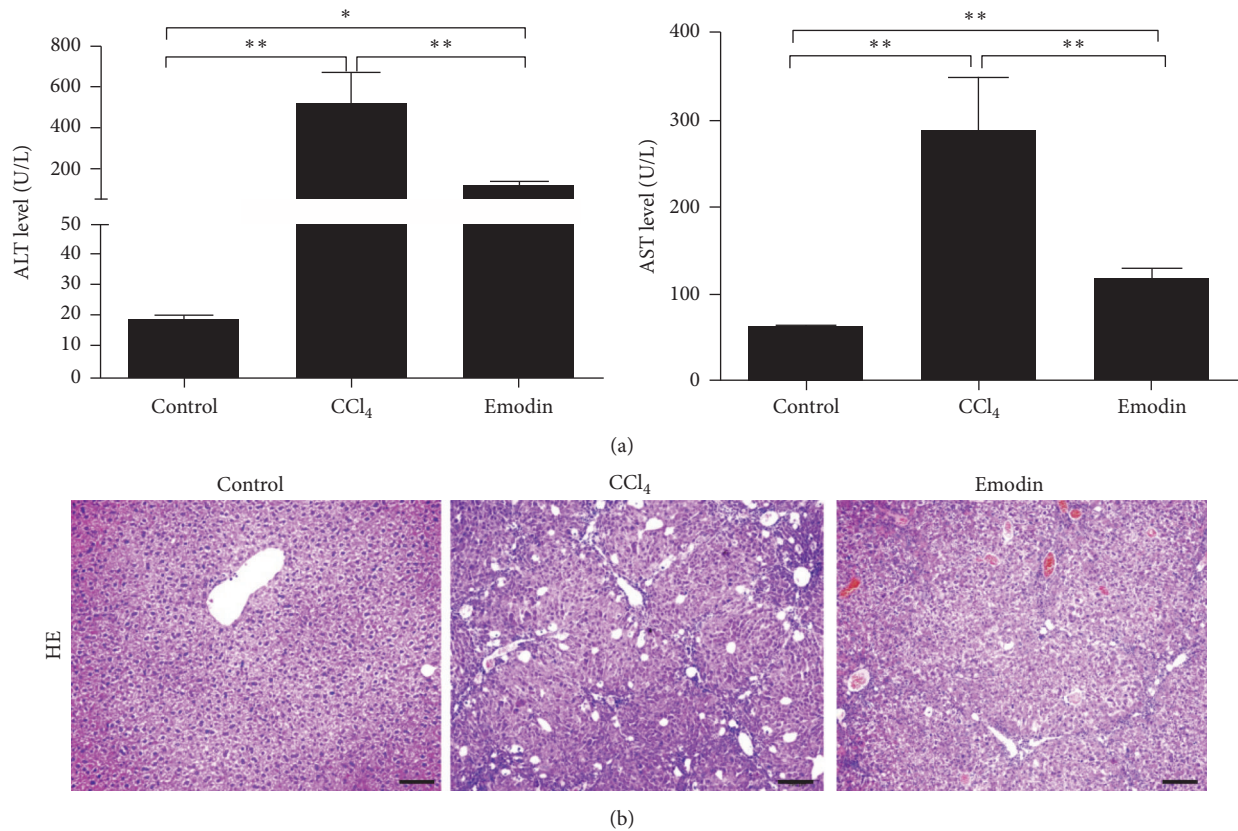 *
**
**
800
600
400
200
50
40
30
20
10
0
ALT level (U/L)
Control
CCl₄
Emodin
**
**
**
400
300
200
100
0
AST level (U/L)
Control
CCl₄
Emodin
(a)
Control
CCl₄
Emodin
HE
(b)